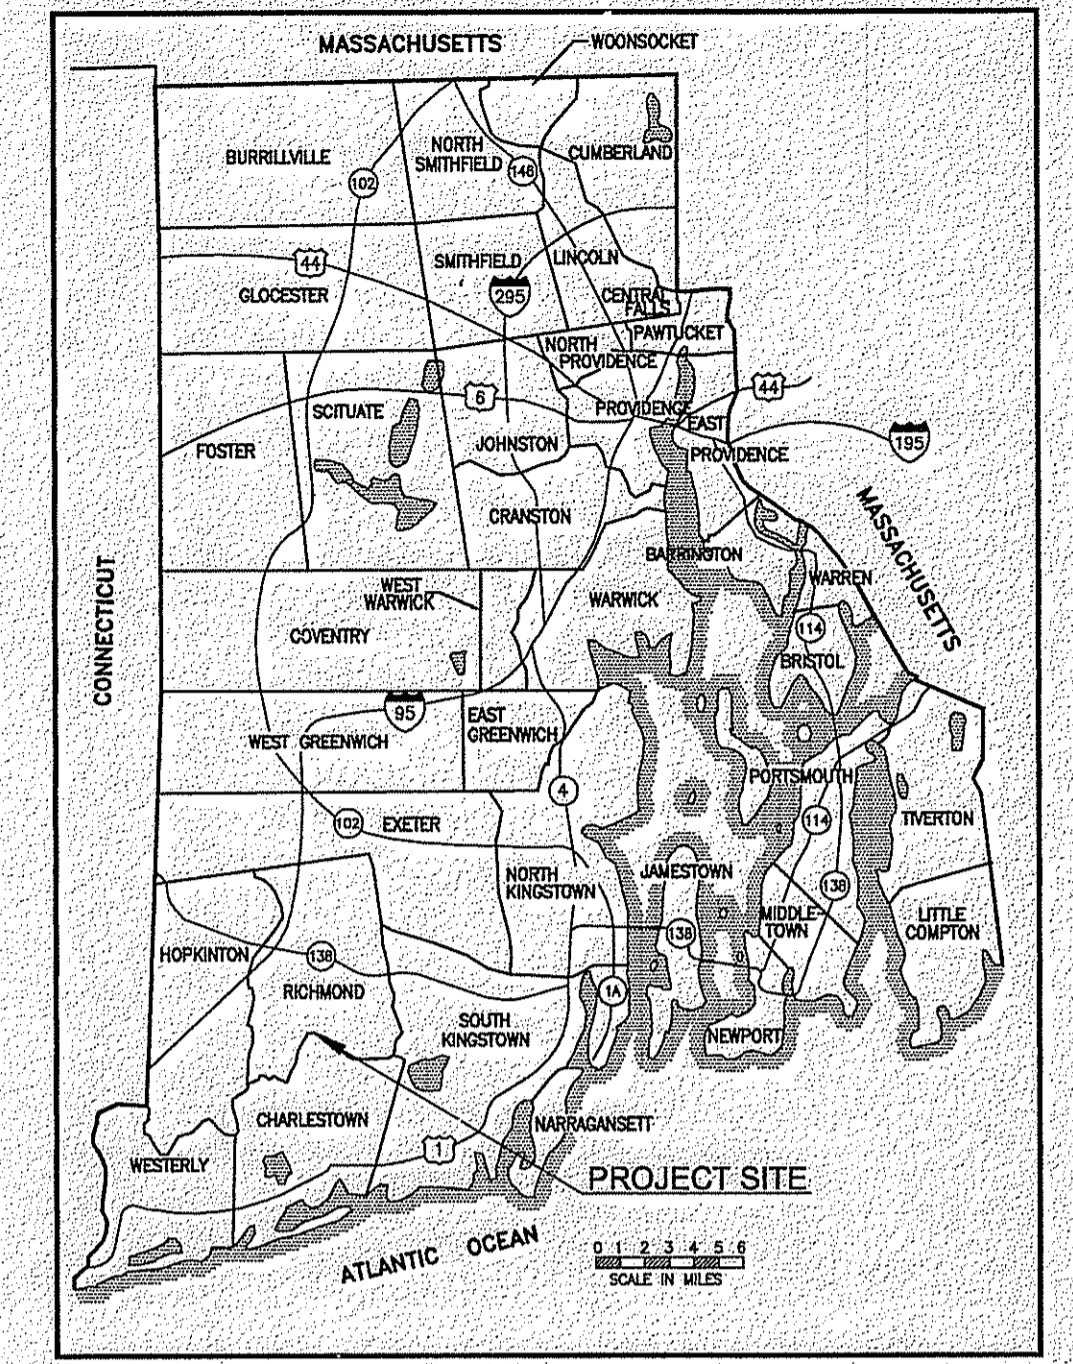 MASSACHUSETTS
WOONSOCKET
BURRILLVILLE
NORTH
SMITHFIELD
146
CUMBERLAND
102
SMITHFIELD
LINCOLN
44
GLOCESTER
295
CENTRAL
FALLS
PAWTUCKET
NORTH
PROVIDENCE
44
6
SCITUATE
PROVIDENCE
EAST
PROVIDENCE
195
FOSTER
JOHNSTON
CRANSTON
MASSACHUSETTS
BARRINGTON
CONNECTICUT
WEST
WARWICK
WARWICK
WARREN
COVENTRY
114
BRISTOL
95
EAST
GREENWICH
WEST GREENWICH
PORTSMOUTH
4
102
EXETER
114
TIVERTON
JAMESTOWN
NORTH
KINGSTOWN
138
MIDDLE-
TOWN
LITTLE
COMPTON
138
HOPKINTON
138
RICHMOND
1A
SOUTH
KINGSTOWN
NEWPORT
CHARLESTOWN
NARRAGANSETT
1
WESTERLY
PROJECT SITE
ATLANTIC OCEAN
0 1 2 3 4 5 6
SCALE IN MILES